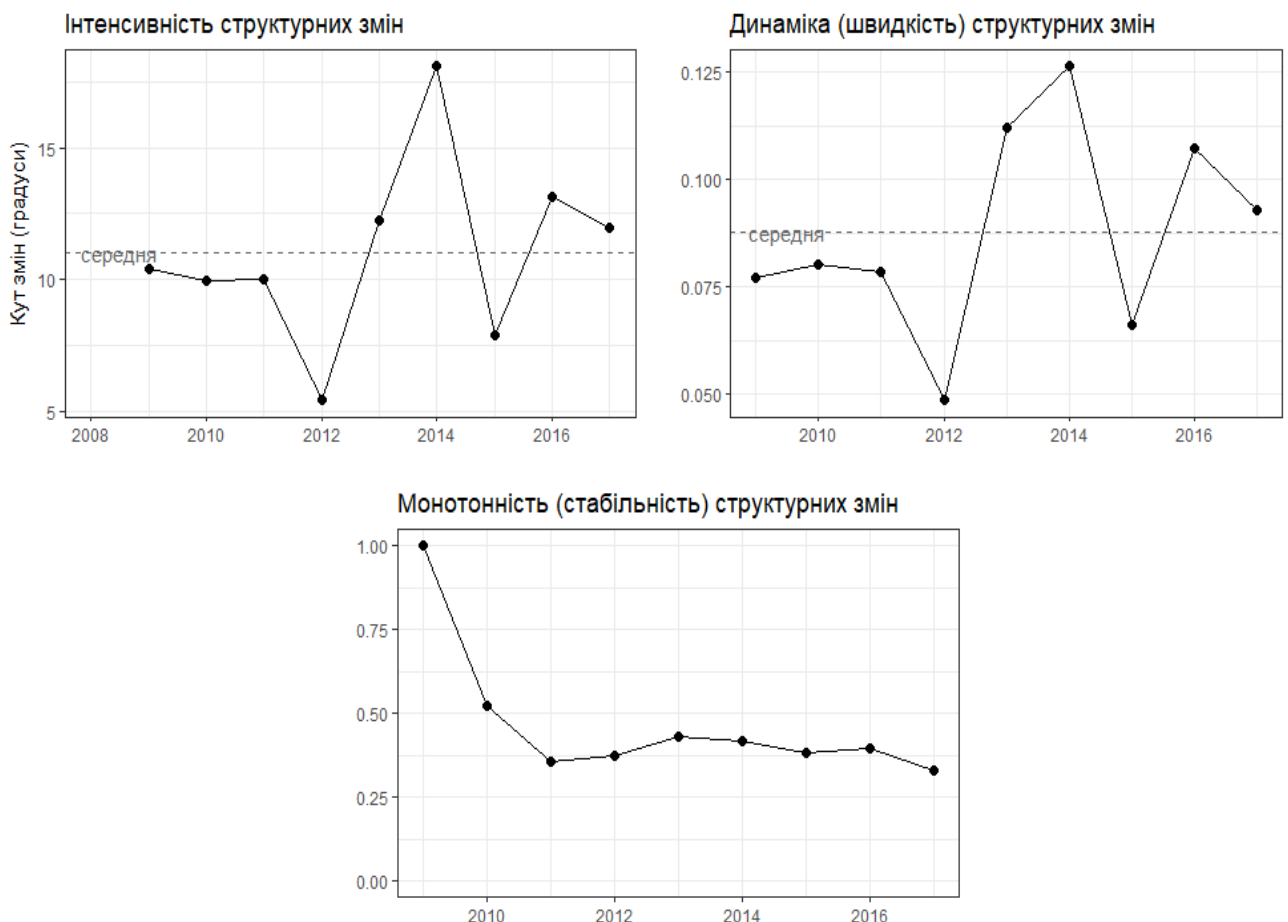 Інтенсивність структурних змін
Кут змін (градуси)
15
10
5
середня
2008 2010 2012 2014 2016
Динаміка (швидкість) структурних змін
0.125
0.100
0.075
0.050
середня
2010 2012 2014 2016
Монотонність (стабільність) структурних змін
1.00
0.75
0.50
0.25
0.00
2010 2012 2014 2016